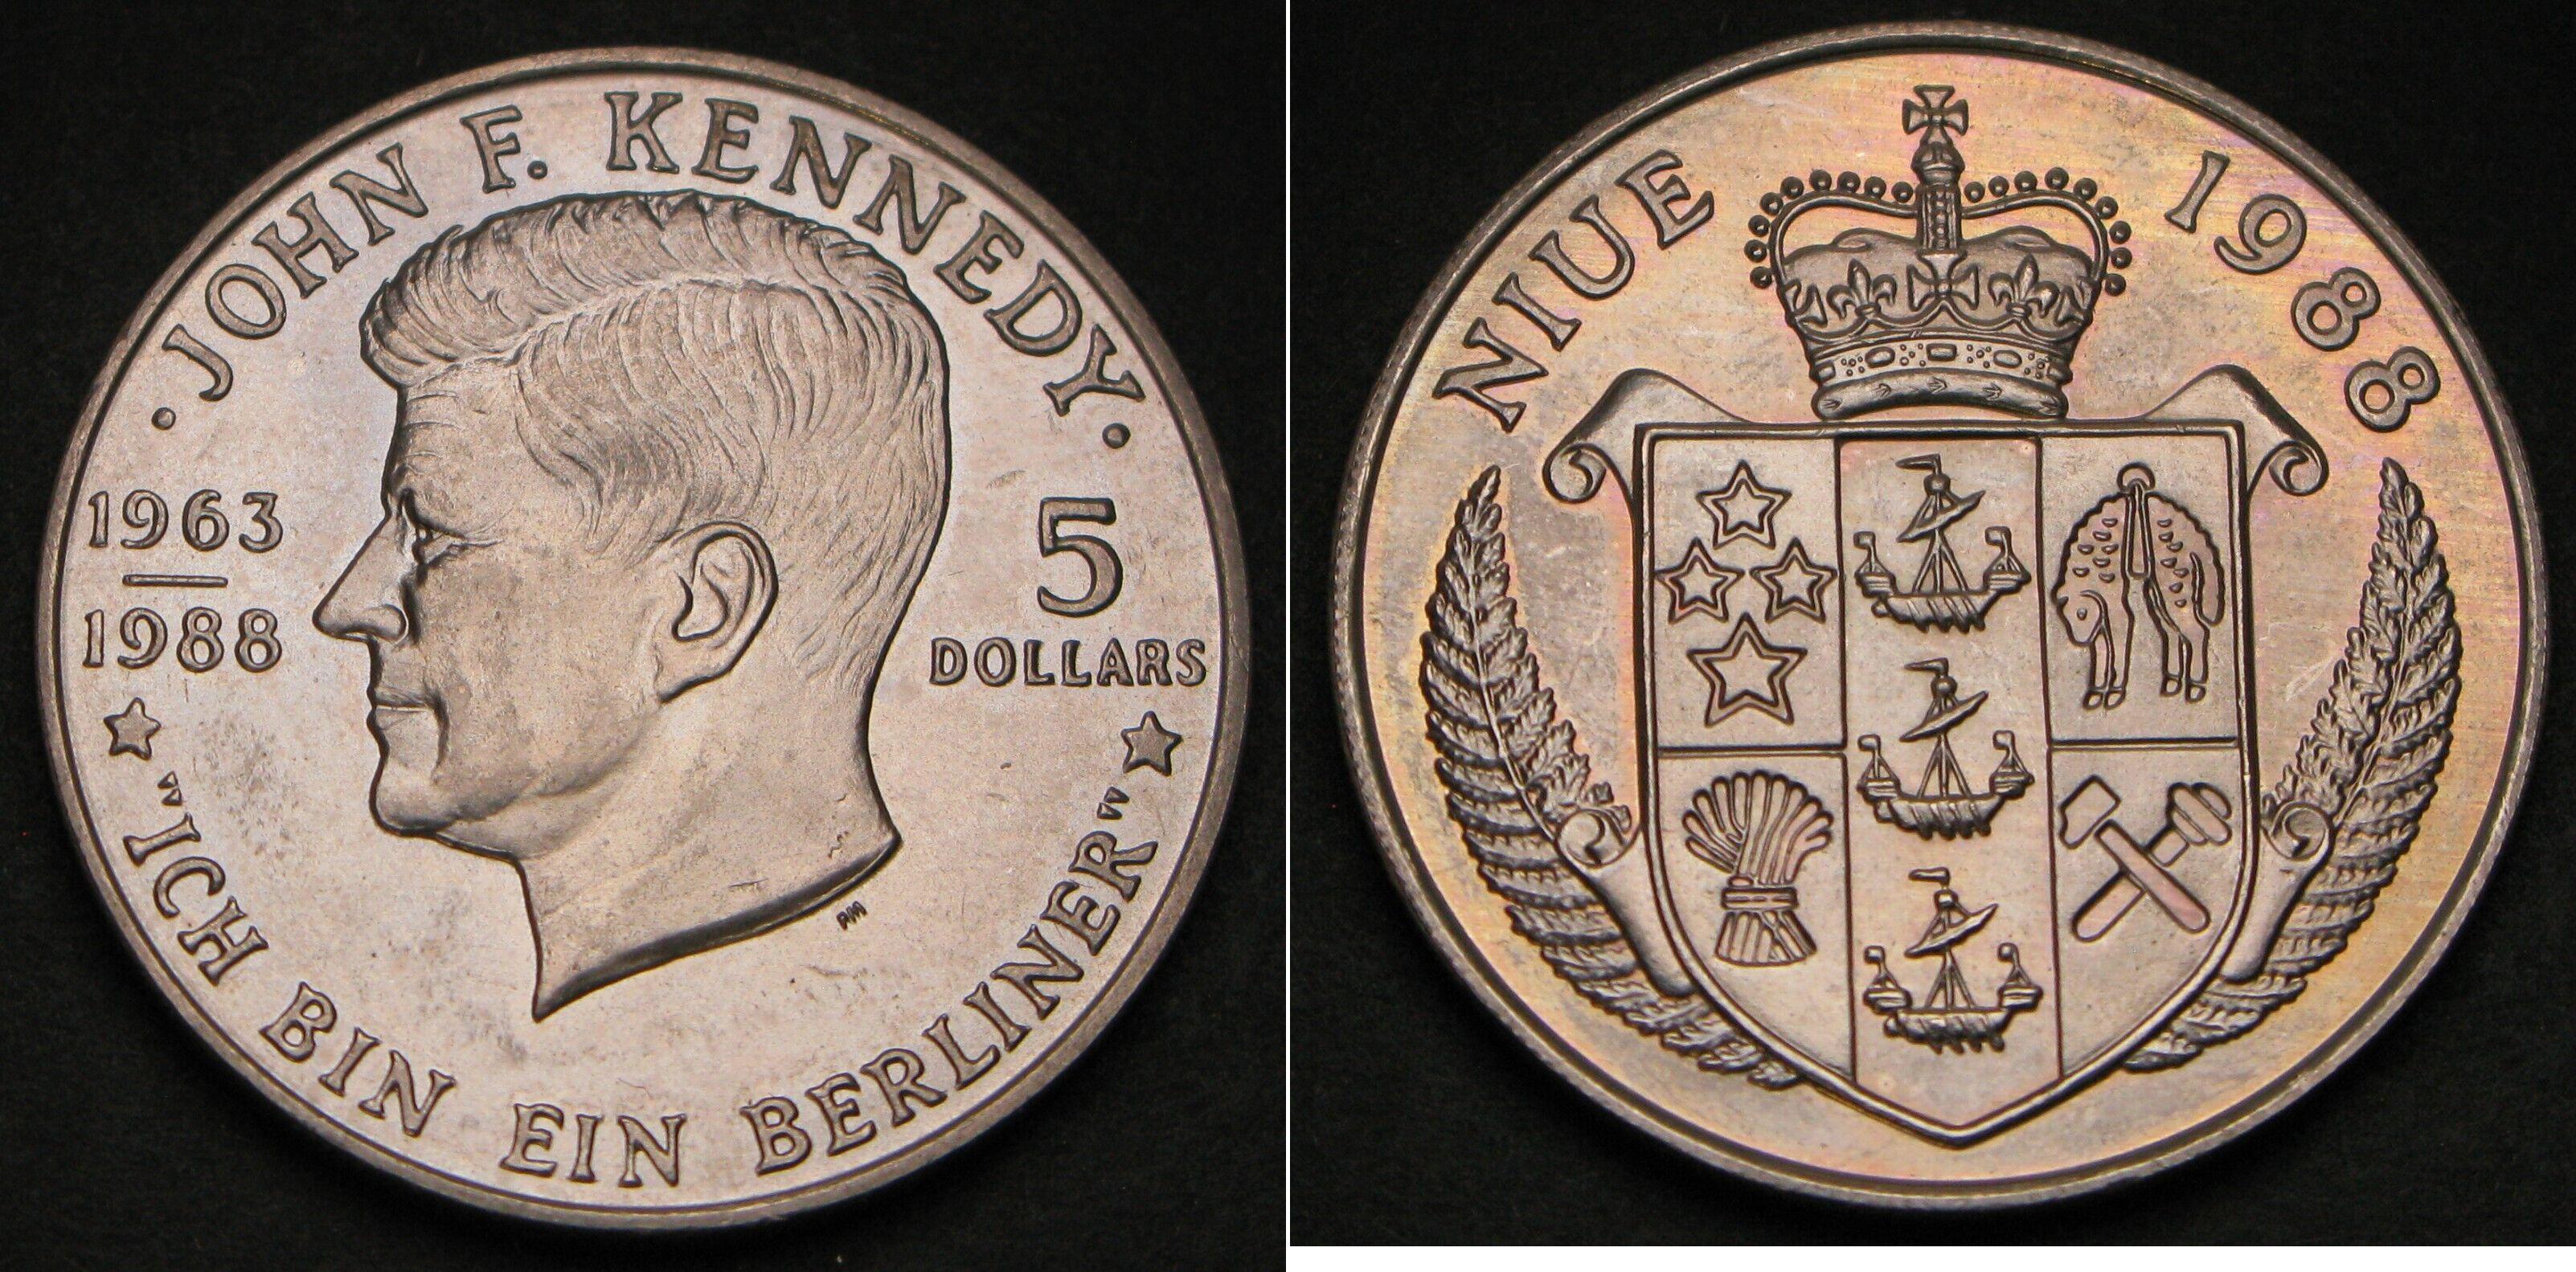 ·JOHN F. KENNEDY·
1963
1988
5
DOLLARS
"ICH BIN EIN BERLINER"
NIUE 1988